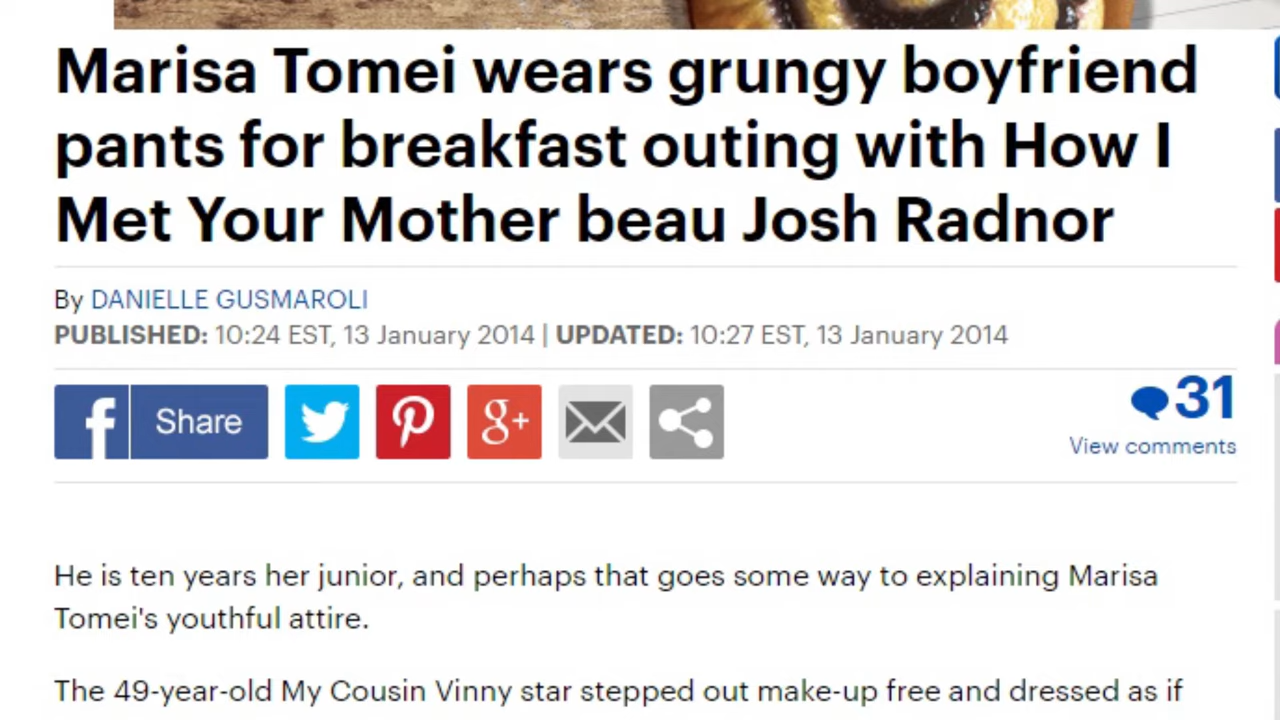 Marisa Tomei wears grungy boyfriend
pants for breakfast outing with How I
Met Your Mother beau Josh Radnor
By DANIELLE GUSMAROLI
PUBLISHED: 10:24 EST, 13 January 2014 | UPDATED: 10:27 EST, 13 January 2014
f Share g+ 31
View comments
He is ten years her junior, and perhaps that goes some way to explaining Marisa
Tomei's youthful attire.
The 49-year-old My Cousin Vinny star stepped out make-up free and dressed as if